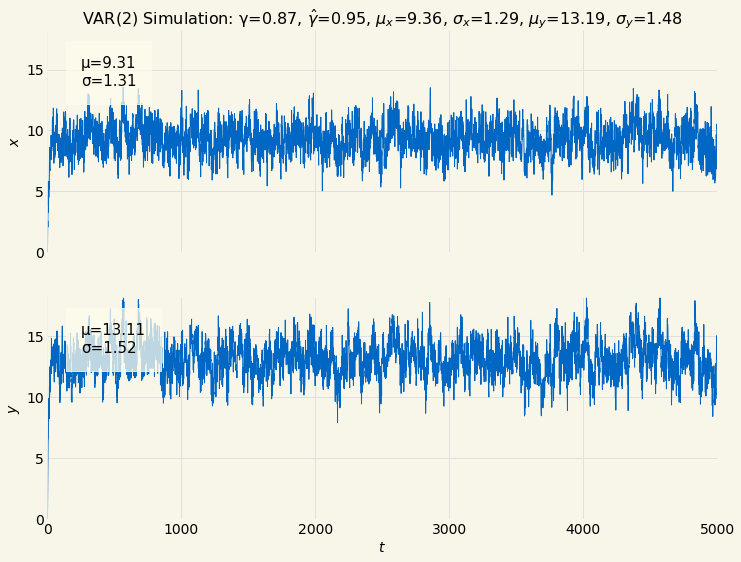 VAR(2) Simulation: γ=0.87, γ̂=0.95, μₓ=9.36, σₓ=1.29, μᵧ=13.19, σᵧ=1.48
μ=9.31
σ=1.31
15
10
5
0
x
μ=13.11
σ=1.52
15
10
5
0
y
0 1000 2000 3000 4000 5000
t